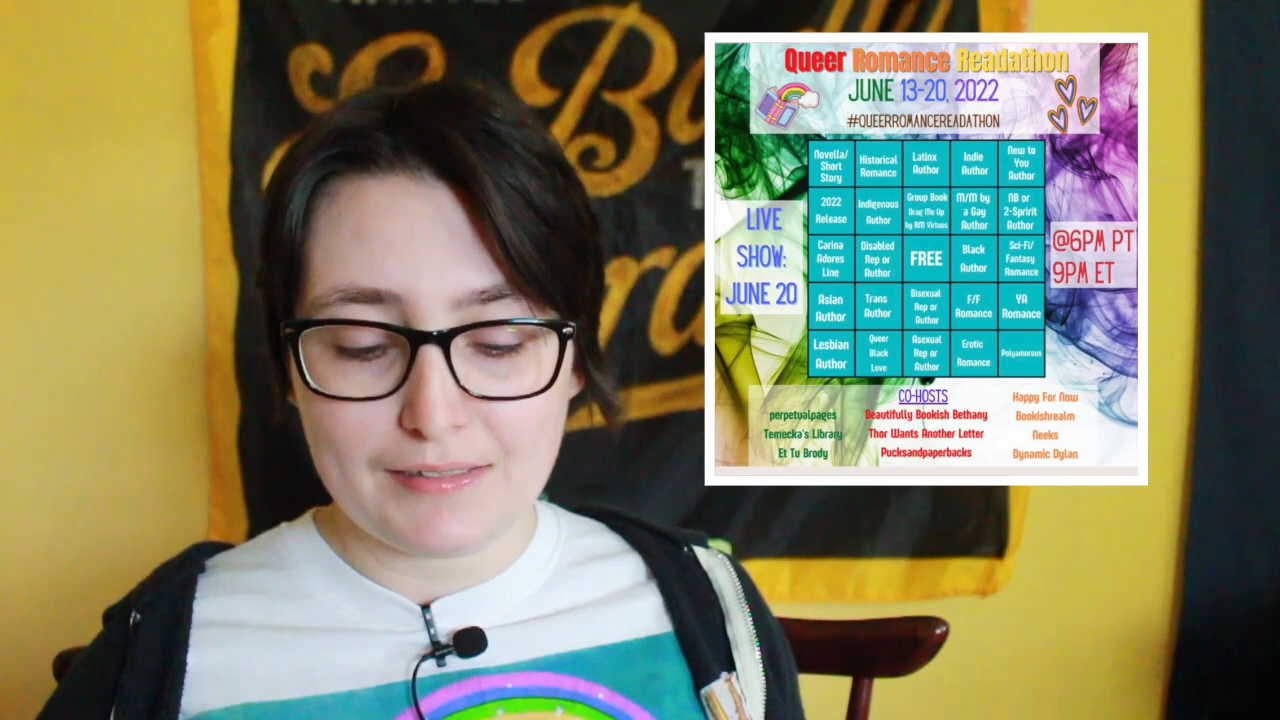 Queer Romance Readathon
JUNE 13-20, 2022
#QUEERROMANCEREADATHON
Novella/
Short
Story
Historical
Romance
Latinx
Author
Indie
Author
New to
You
Author
2022
Release
Indigenous
Author
Group Book
Drag Me Up
by RM Virtues
M/M by
a Gay
Author
NB or
2-Spririt
Author
Carina
Adores
Line
Disabled
Rep or
Author
FREE
Black
Author
Sci-Fi/
Fantasy
Romance
Asian
Author
Trans
Author
Bisexual
Rep or
Author
F/F
Romance
YA
Romance
Lesbian
Author
Queer
Black
Love
Asexual
Rep or
Author
Erotic
Romance
Polyamorous
LIVE
SHOW:
JUNE 20
@6PM PT
9PM ET
CO-HOSTS
perpetualpages
Temecka's Library
Et Tu Brody
Beautifully Bookish Bethany
Thor Wants Another Letter
Pucksandpaperbacks
Happy For Now
Bookishrealm
Neeks
Dynamic Dylan